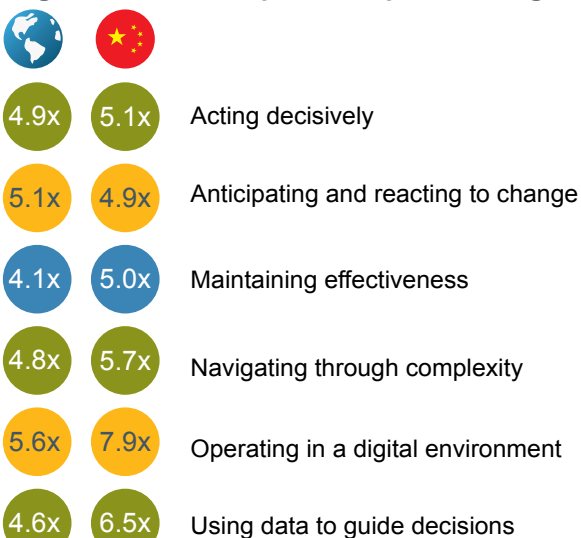 4.9x 5.1x Acting decisively
5.1x 4.9x Anticipating and reacting to change
4.1x 5.0x Maintaining effectiveness
4.8x 5.7x Navigating through complexity
5.6x 7.9x Operating in a digital environment
4.6x 6.5x Using data to guide decisions